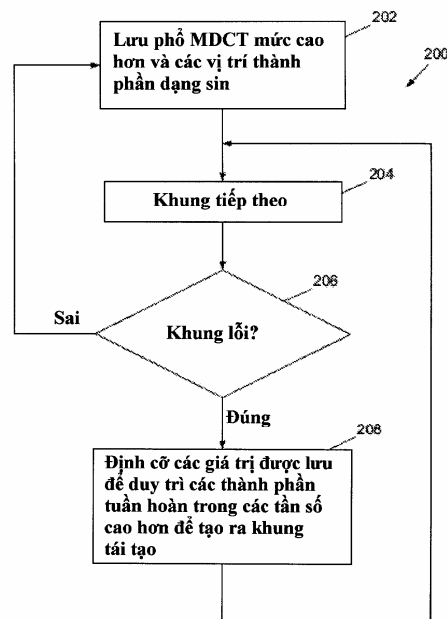 202
Lưu phổ MDCT mức cao
hơn và các vị trí thành
phần dạng sin
200
204
Khung tiếp theo
206
Sai
Khung lỗi?
Đúng
208
Định cỡ các giá trị được lưu
để duy trì các thành phần
tuần hoàn trong các tần số
cao hơn để tạo ra khung
tái tạo